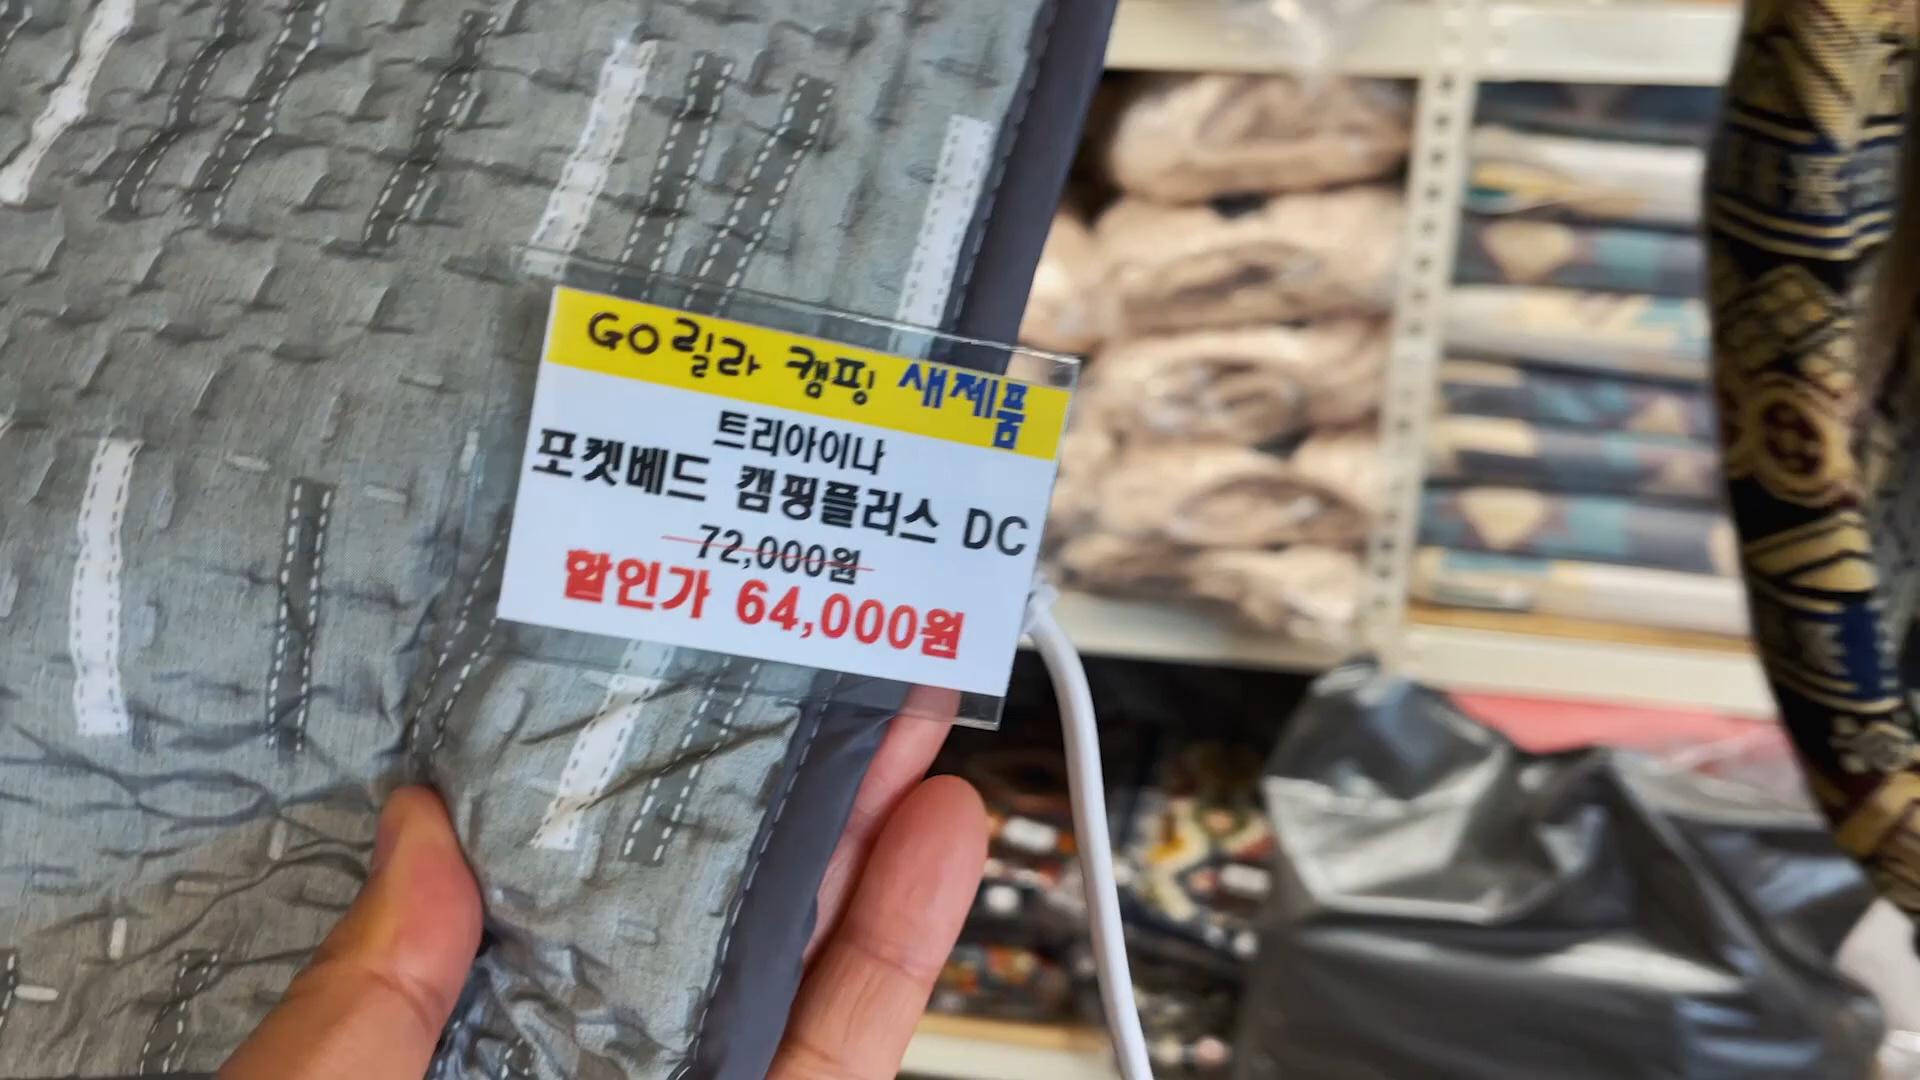 GO릴라 캠핑 새제품
트리아이나
포켓베드 캠핑플러스 DC
72,000원
할인가 64,000원